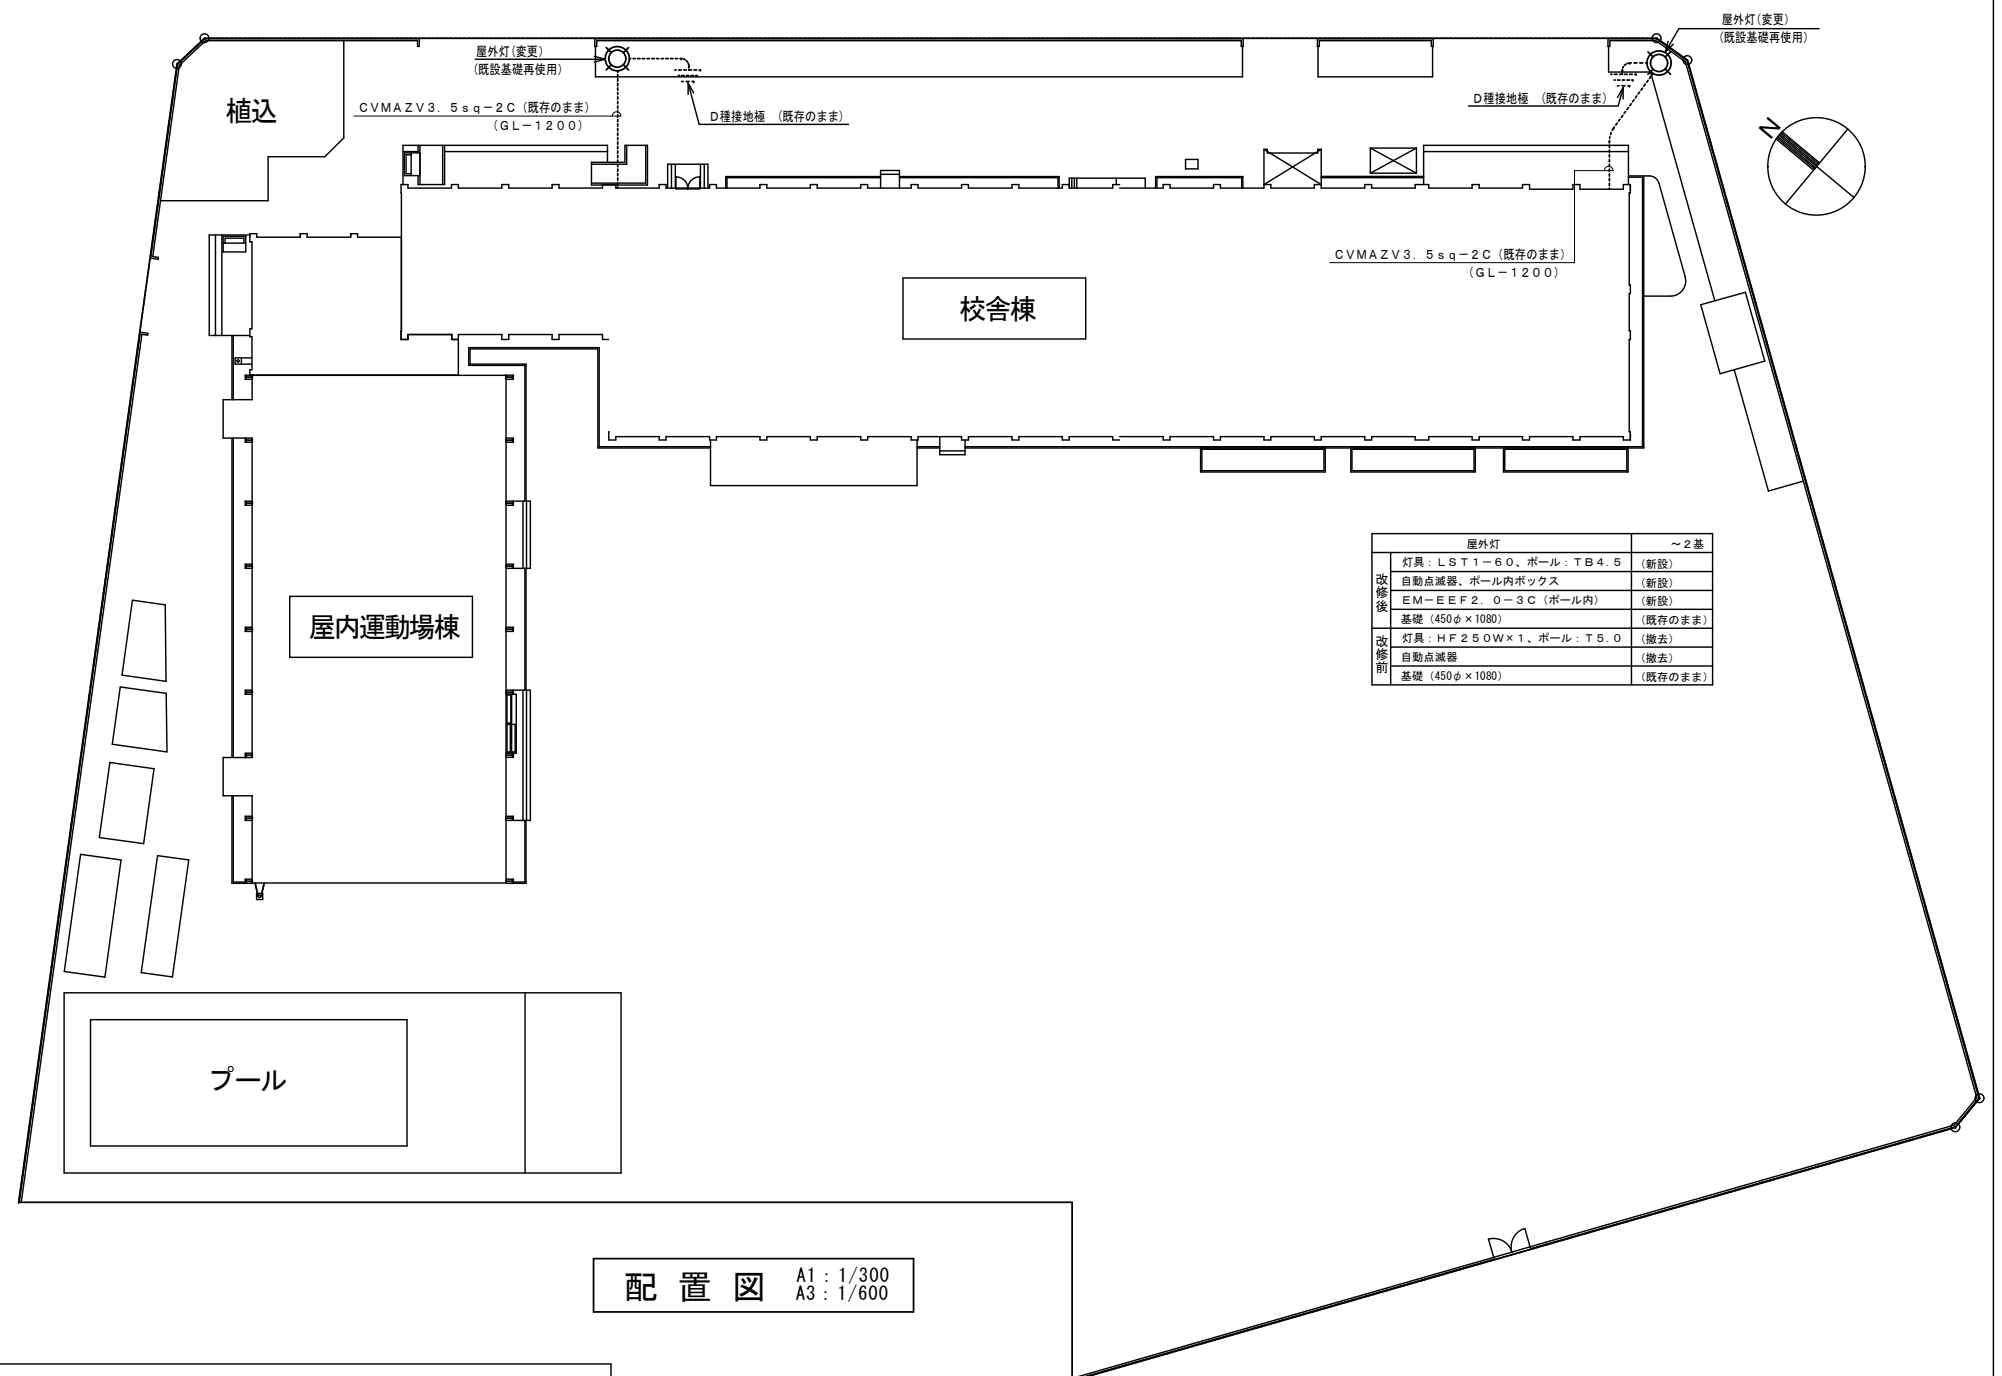 屋外灯(変更)
(既設基礎再使用)
屋外灯(変更)
(既設基礎再使用)
植込
CVMAZV3.5sq-2C(既存のまま)
(GL-1200)
D種接地極 (既存のまま)
D種接地極 (既存のまま)
N
CVMAZV3.5sq-2C(既存のまま)
(GL-1200)
校舎棟
屋外灯 ~2基
改修後
灯具:LST1-60、ポール:TB4.5 (新設)
自動点滅器、ポール内ボックス (新設)
EM-EEF2.0-3C(ポール内) (新設)
基礎(450φ×1080) (既存のまま)
改修前
灯具:HF250W×1、ポール:T5.0 (撤去)
自動点滅器 (撤去)
基礎(450φ×1080) (既存のまま)
屋内運動場棟
プール
配置図 A1:1/300
A3:1/600